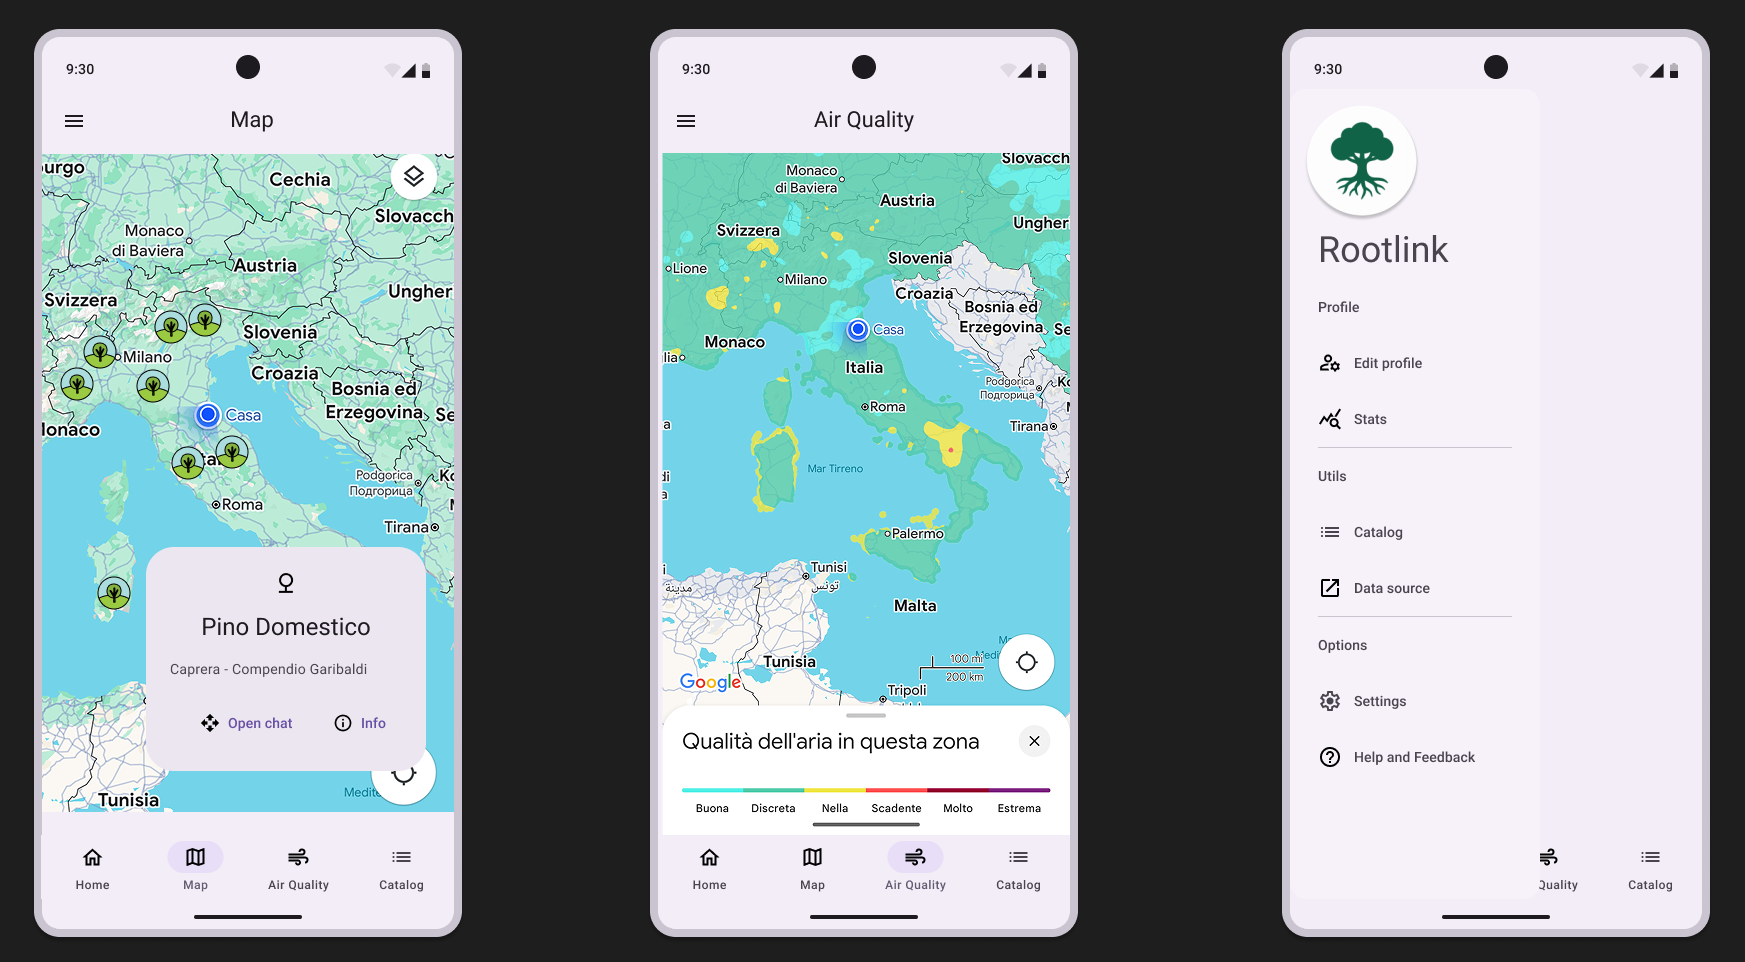 9:30
Map
urgo
Cechia
Slovacch
Monaco
di Baviera
Austria
Svizzera
Ungher
Slovenia
Milano
Croazia
Bosnia ed
Erzegovina
Se
lonaco
Casa
Ita
Podgorica
Подгорица
Ko
Roma
Tirana
Pino Domestico
Caprera - Compendio Garibaldi
Open chat
Info
Medite
Tunisia
Home
Map
Air Quality
Catalog
9:30
Air Quality
Slovacch
Monaco
di Baviera
Austria
Svizzera
Ungher
Lione
Slovenia
Milano
Croazia
Bosnia ed
Erzegovina
Se
Casa
Monaco
lia
Italia
Podgorica
Подгорица
Ko
Roma
Tirana
a
Mar Tirreno
di
a
Palermo
i
Tunisi
تونس
مدينة
Malta
Ma
Medi
100 mi
200 km
Tunisia
Google
Tripoli
Qualità dell'aria in questa zona
Buona
Discreta
Nella
Scadente
Molto
Estrema
Home
Map
Air Quality
Catalog
9:30
Rootlink
Profile
Edit profile
Stats
Utils
Catalog
Data source
Options
Settings
Help and Feedback
Quality
Catalog